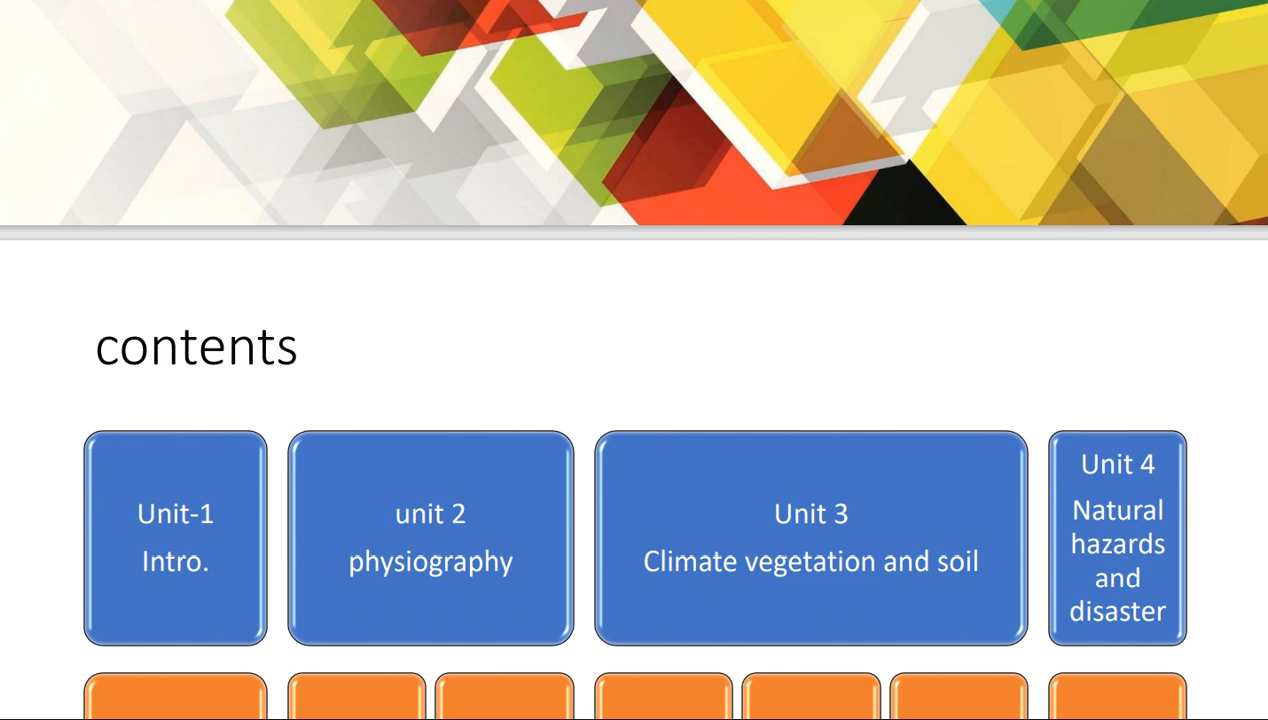 contents
Unit-1
Intro.
unit 2
physiography
Unit 3
Climate vegetation and soil
Unit 4
Natural
hazards
and
disaster